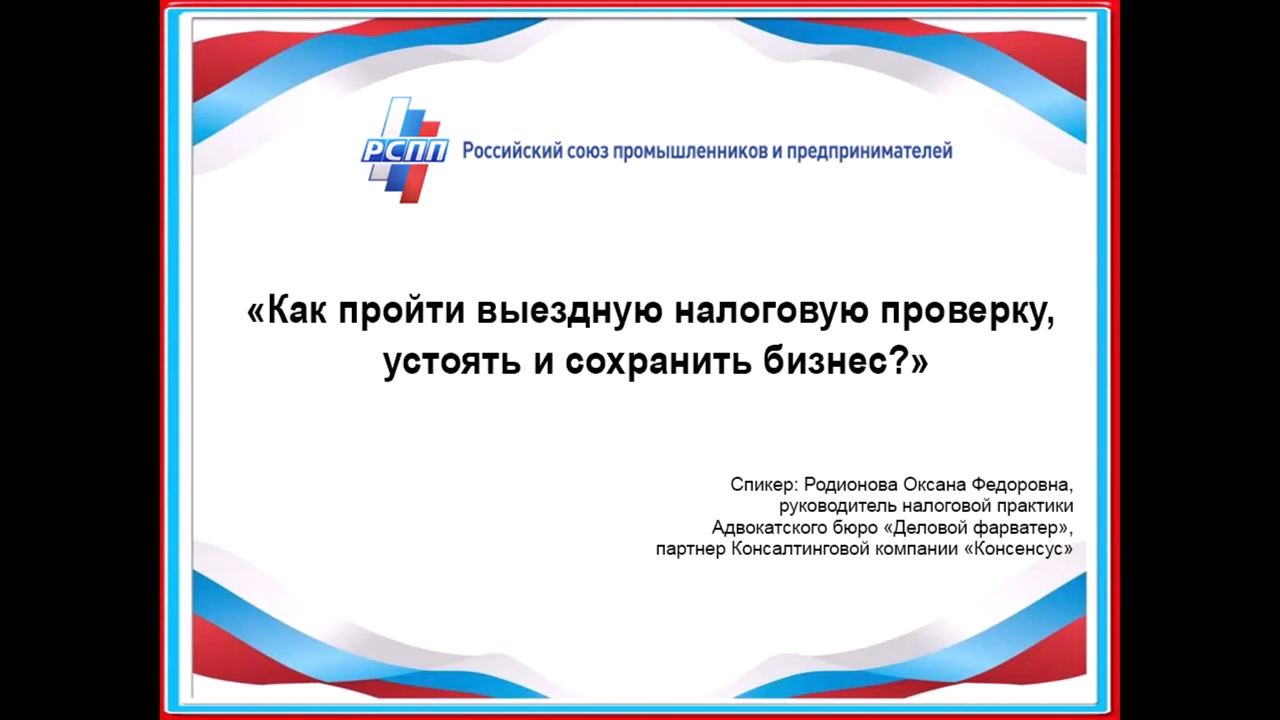 РСПП Российский союз промышленников и предпринимателей
«Как пройти выездную налоговую проверку,
устоять и сохранить бизнес?»
Спикер: Родионова Оксана Федоровна,
руководитель налоговой практики
Адвокатского бюро «Деловой фарватер»,
партнер Консалтинговой компании «Консенсус»